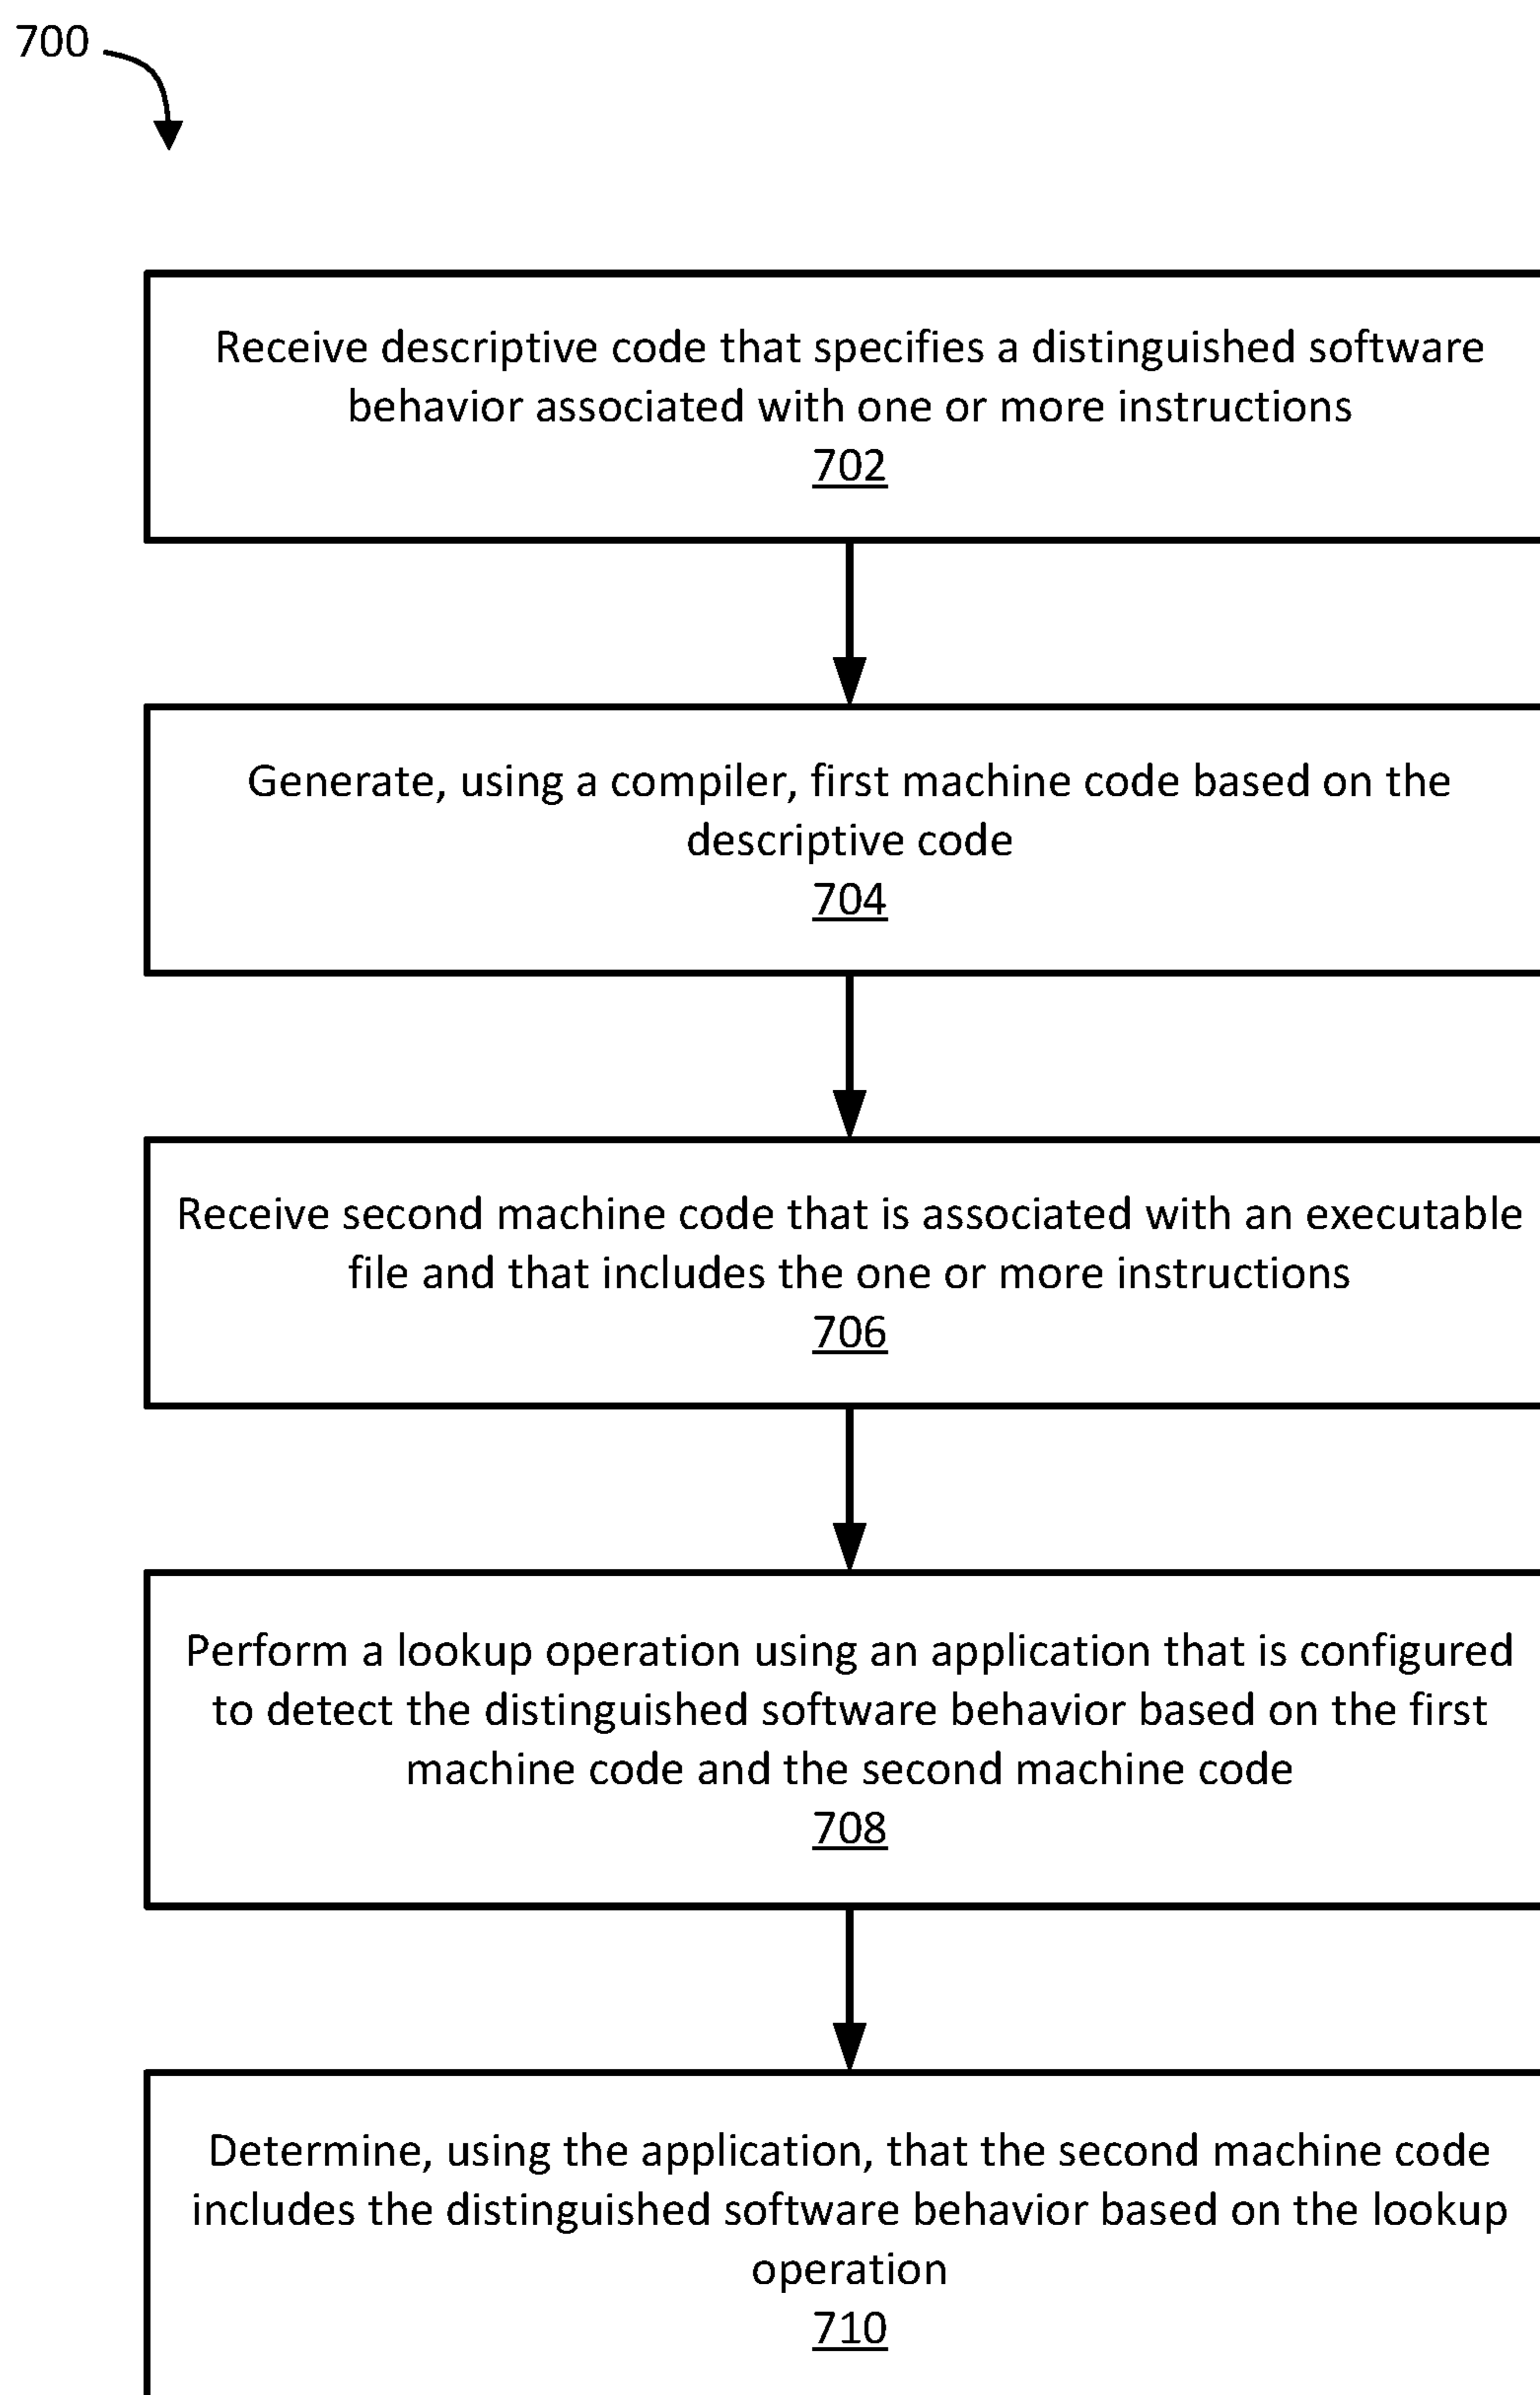 700
Receive descriptive code that specifies a distinguished software
behavior associated with one or more instructions
702
Generate, using a compiler, first machine code based on the
descriptive code
704
Receive second machine code that is associated with an executable
file and that includes the one or more instructions
706
Perform a lookup operation using an application that is configured
to detect the distinguished software behavior based on the first
machine code and the second machine code
708
Determine, using the application, that the second machine code
includes the distinguished software behavior based on the lookup
operation
710